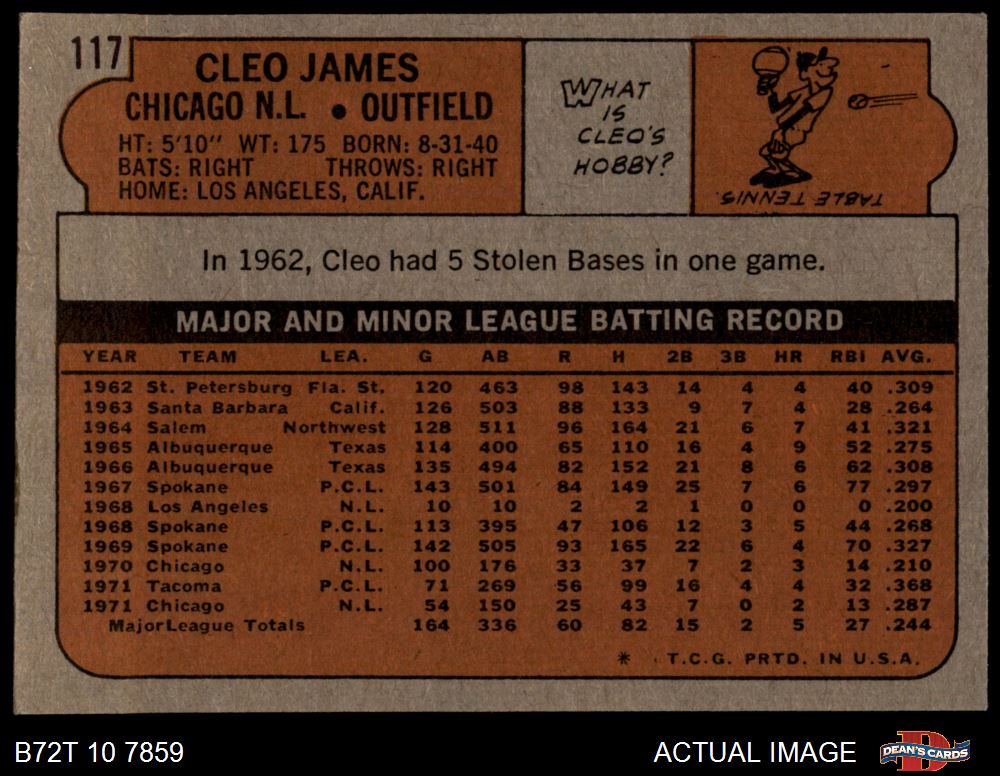 117
CLEO JAMES
CHICAGO N.L. • OUTFIELD
HT: 5'10" WT: 175 BORN: 8-31-40
BATS: RIGHT THROWS: RIGHT
HOME: LOS ANGELES, CALIF.
WHAT
IS
CLEO'S
HOBBY?
TABLE TENNIS
In 1962, Cleo had 5 Stolen Bases in one game.
MAJOR AND MINOR LEAGUE BATTING RECORD
YEAR TEAM LEA. G AB R H 2B 3B HR RBI AVG.
1962 St. Petersburg Fla. St. 120 463 98 143 14 4 4 40 .309
1963 Santa Barbara Calif. 126 503 88 133 9 7 4 28 .264
1964 Salem Northwest 128 511 96 164 21 6 7 41 .321
1965 Albuquerque Texas 114 400 65 110 16 4 9 52 .275
1966 Albuquerque Texas 135 494 82 152 21 8 6 62 .308
1967 Spokane P.C.L. 143 501 84 149 25 7 6 77 .297
1968 Los Angeles N.L. 10 10 2 2 1 0 0 0 .200
1968 Spokane P.C.L. 113 395 47 106 12 3 5 44 .268
1969 Spokane P.C.L. 142 505 93 165 22 6 4 70 .327
1970 Chicago N.L. 100 176 33 37 7 2 3 14 .210
1971 Tacoma P.C.L. 71 269 56 99 16 4 4 32 .368
1971 Chicago N.L. 54 150 25 43 7 0 2 13 .287
Major League Totals 164 336 60 82 15 2 5 27 .244
* T.C.G. PRTD. IN U.S.A.
B72T 10 7859
ACTUAL IMAGE
D
DEAN'S CARDS